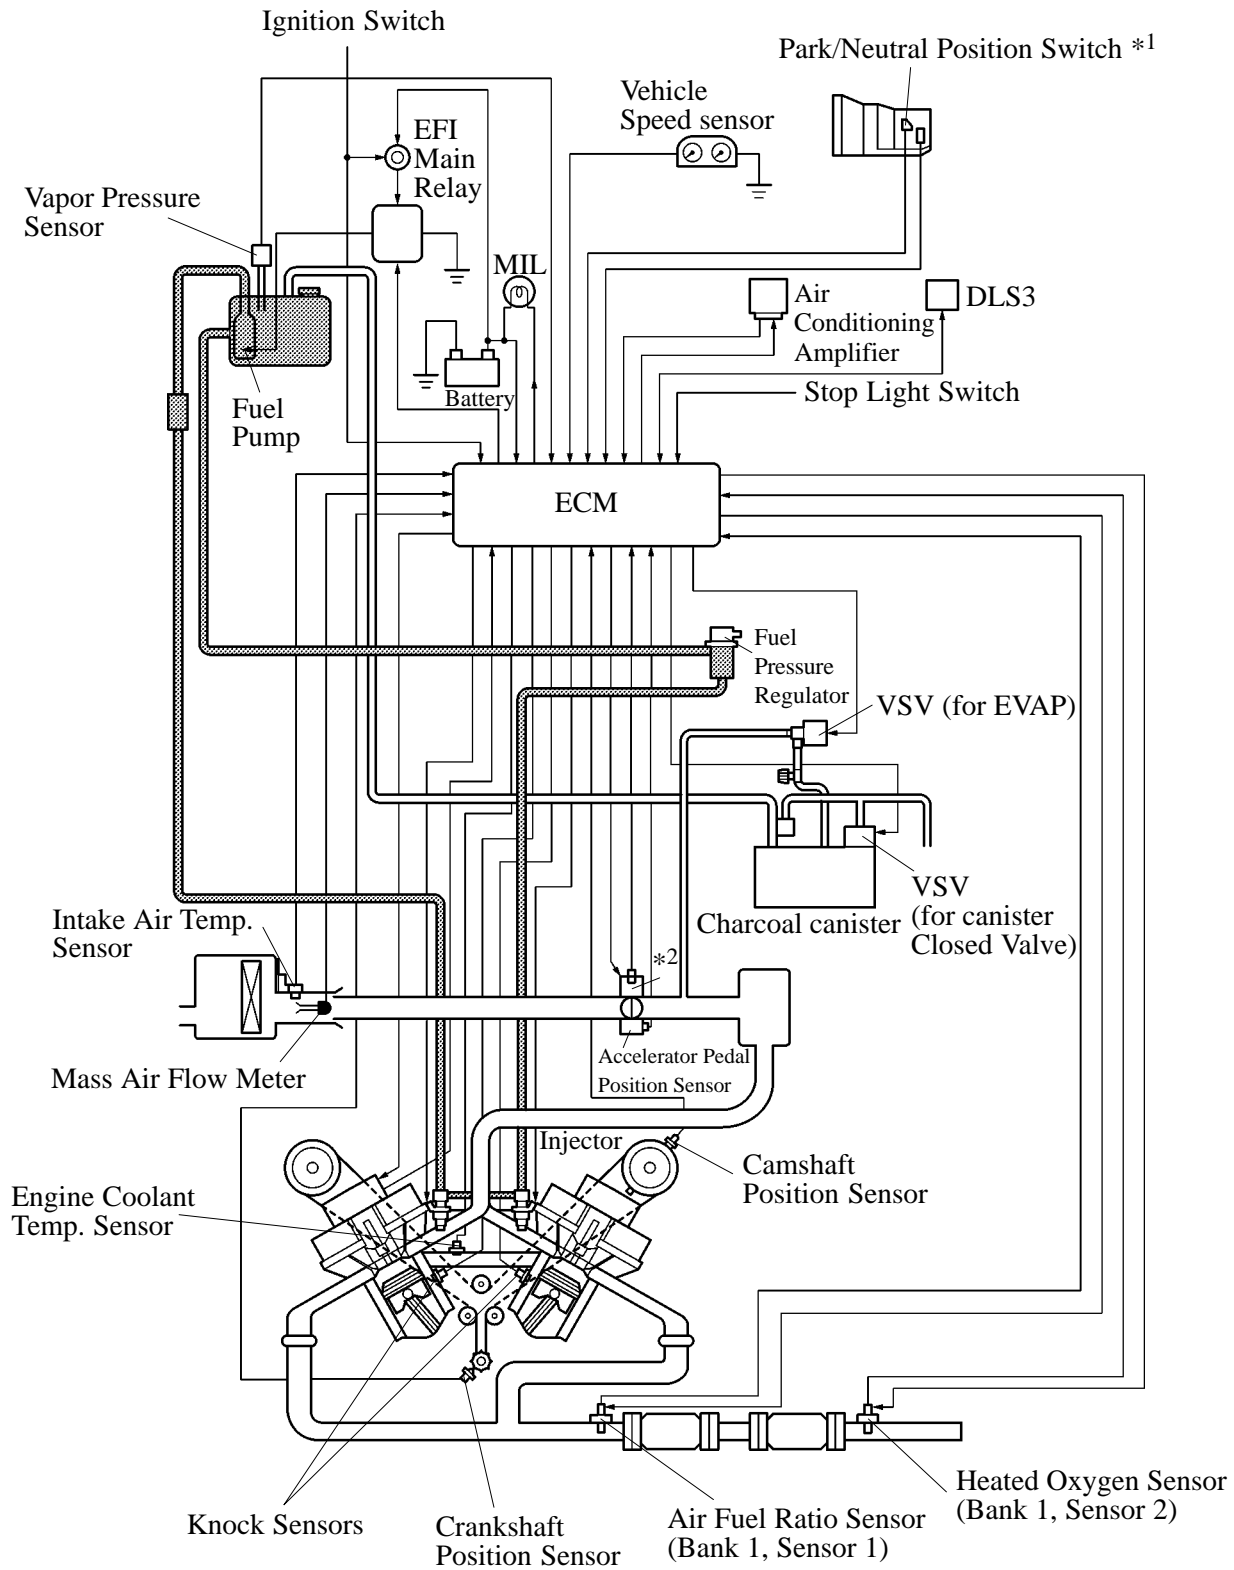 Ignition Switch
Park/Neutral Position Switch *1
Vehicle
Speed sensor
EFI
Main
Relay
Vapor Pressure
Sensor
MIL
Air
Conditioning
Amplifier
DLS3
Battery
Stop Light Switch
Fuel
Pump
ECM
Fuel
Pressure
Regulator
VSV (for EVAP)
VSV
(for canister
Closed Valve)
Charcoal canister
Intake Air Temp.
Sensor
*2
Accelerator Pedal
Position Sensor
Mass Air Flow Meter
Injector
Camshaft
Position Sensor
Engine Coolant
Temp. Sensor
Knock Sensors
Crankshaft
Position Sensor
Air Fuel Ratio Sensor
(Bank 1, Sensor 1)
Heated Oxygen Sensor
(Bank 1, Sensor 2)